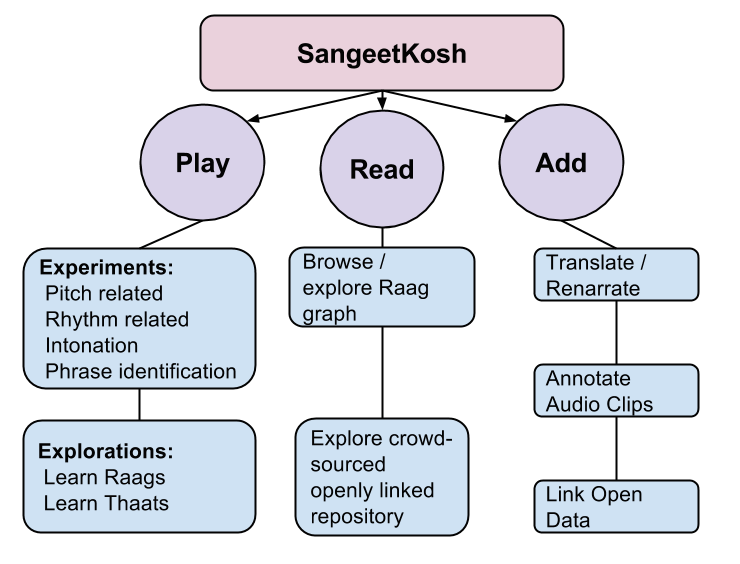 SangeetKosh
Play
Read
Add
Experiments:
Pitch related
Rhythm related
Intonation
Phrase identification
Explorations:
Learn Raags
Learn Thaats
Browse /
explore Raag
graph
Explore crowd-
sourced
openly linked
repository
Translate /
Renarrate
Annotate
Audio Clips
Link Open
Data